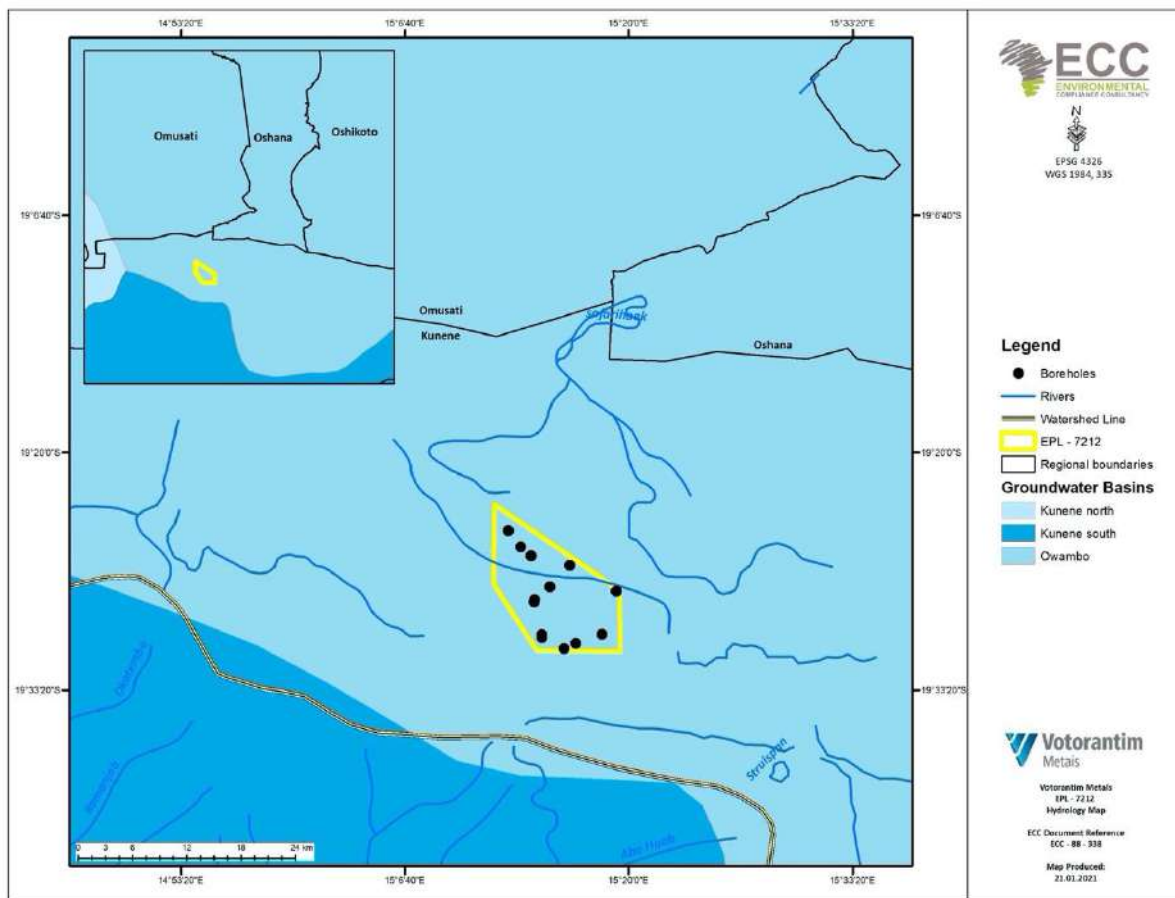 14°53'20"E 15°6'40"E 15°20'0"E 15°33'20"E
Omusati
Oshana
Oshikoto
19°6'40"S 19°6'40"S
Omusati
Kunene
Oshana
19°20'0"S 19°20'0"S
19°33'20"S 19°33'20"S
Struispan
Aba Huab
0 3 6 12 18 24 km
14°53'20"E 15°6'40"E 15°20'0"E 15°33'20"E
ECC
ENVIRONMENTAL
COMPLIANCE CONSULTANCY
N
EPSG 4326
WGS 1984, 33S
Legend
Boreholes
Rivers
Watershed Line
EPL - 7212
Regional boundaries
Groundwater Basins
Kunene north
Kunene south
Owambo
Votorantim
Metais
Votorantim Metals
EPL - 7212
Hydrology Map
ECC Document Reference
ECC - 88 - 338
Map Produced:
21.01.2021